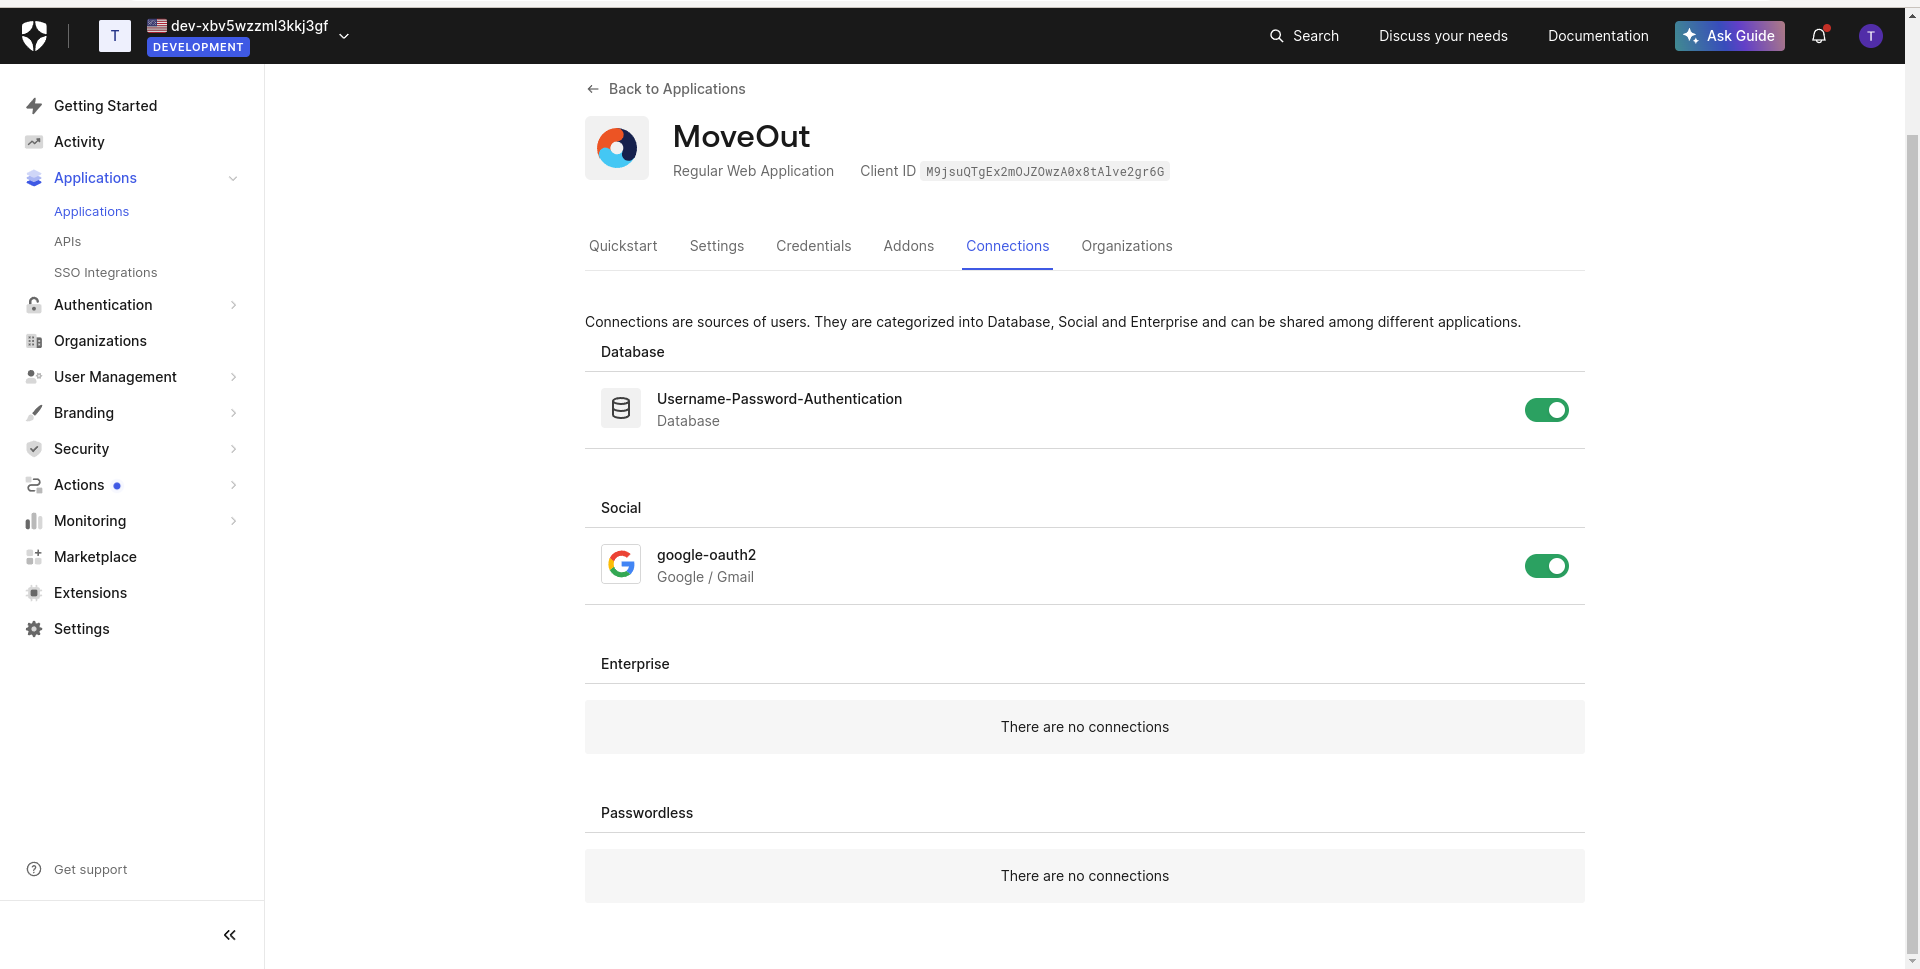 T
dev-xbv5wzzml3kkj3gf
DEVELOPMENT
Search
Discuss your needs
Documentation
Ask Guide
T
Getting Started
Activity
Applications
Applications
APIs
SSO Integrations
Authentication
Organizations
User Management
Branding
Security
Actions
Monitoring
Marketplace
Extensions
Settings
Get support
Back to Applications
MoveOut
Regular Web Application
Client ID M9jsuQTgEx2mOJZOwzA0x8tAlve2gr6G
Quickstart
Settings
Credentials
Addons
Connections
Organizations
Connections are sources of users. They are categorized into Database, Social and Enterprise and can be shared among different applications.
Database
Username-Password-Authentication
Database
Social
google-oauth2
Google / Gmail
Enterprise
There are no connections
Passwordless
There are no connections